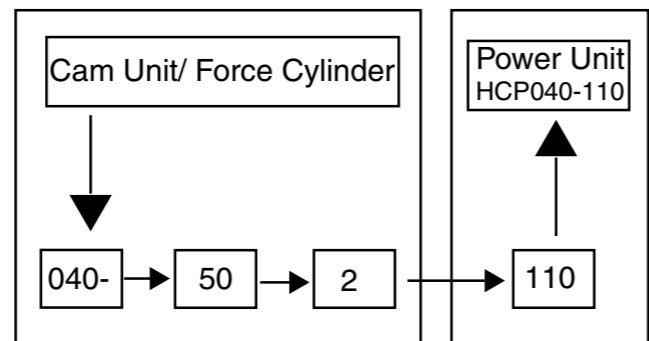 Cam Unit/ Force Cylinder
Power Unit
HCP040-110
040-
50
2
110